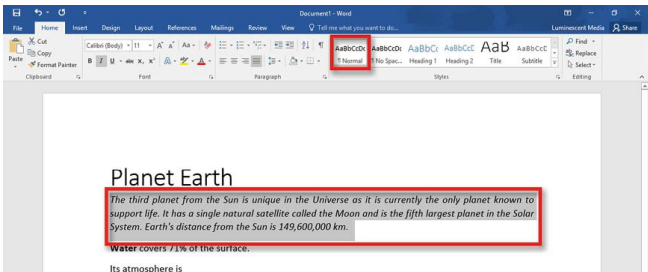 Document1 - Word
File Home Insert Design Layout References Mailings Review View Tell me what you want to do... Luminescent Media Share
Paste
Cut
Copy
Format Painter
Clipboard
Calibri (Body) 11 A A Aa
B I U abc x, x² A
Font
Paragraph
AaBbCcDc AaBbCcDc AaBbCc AaBbCcC AaB AaBbCcE
¶ Normal ¶ No Spac... Heading 1 Heading 2 Title Subtitle
Styles
Find
Replace
Select
Editing
Planet Earth
The third planet from the Sun is unique in the Universe as it is currently the only planet known to
support life. It has a single natural satellite called the Moon and is the fifth largest planet in the Solar
System. Earth's distance from the Sun is 149,600,000 km.
Water covers 71% of the surface.
Its atmosphere is